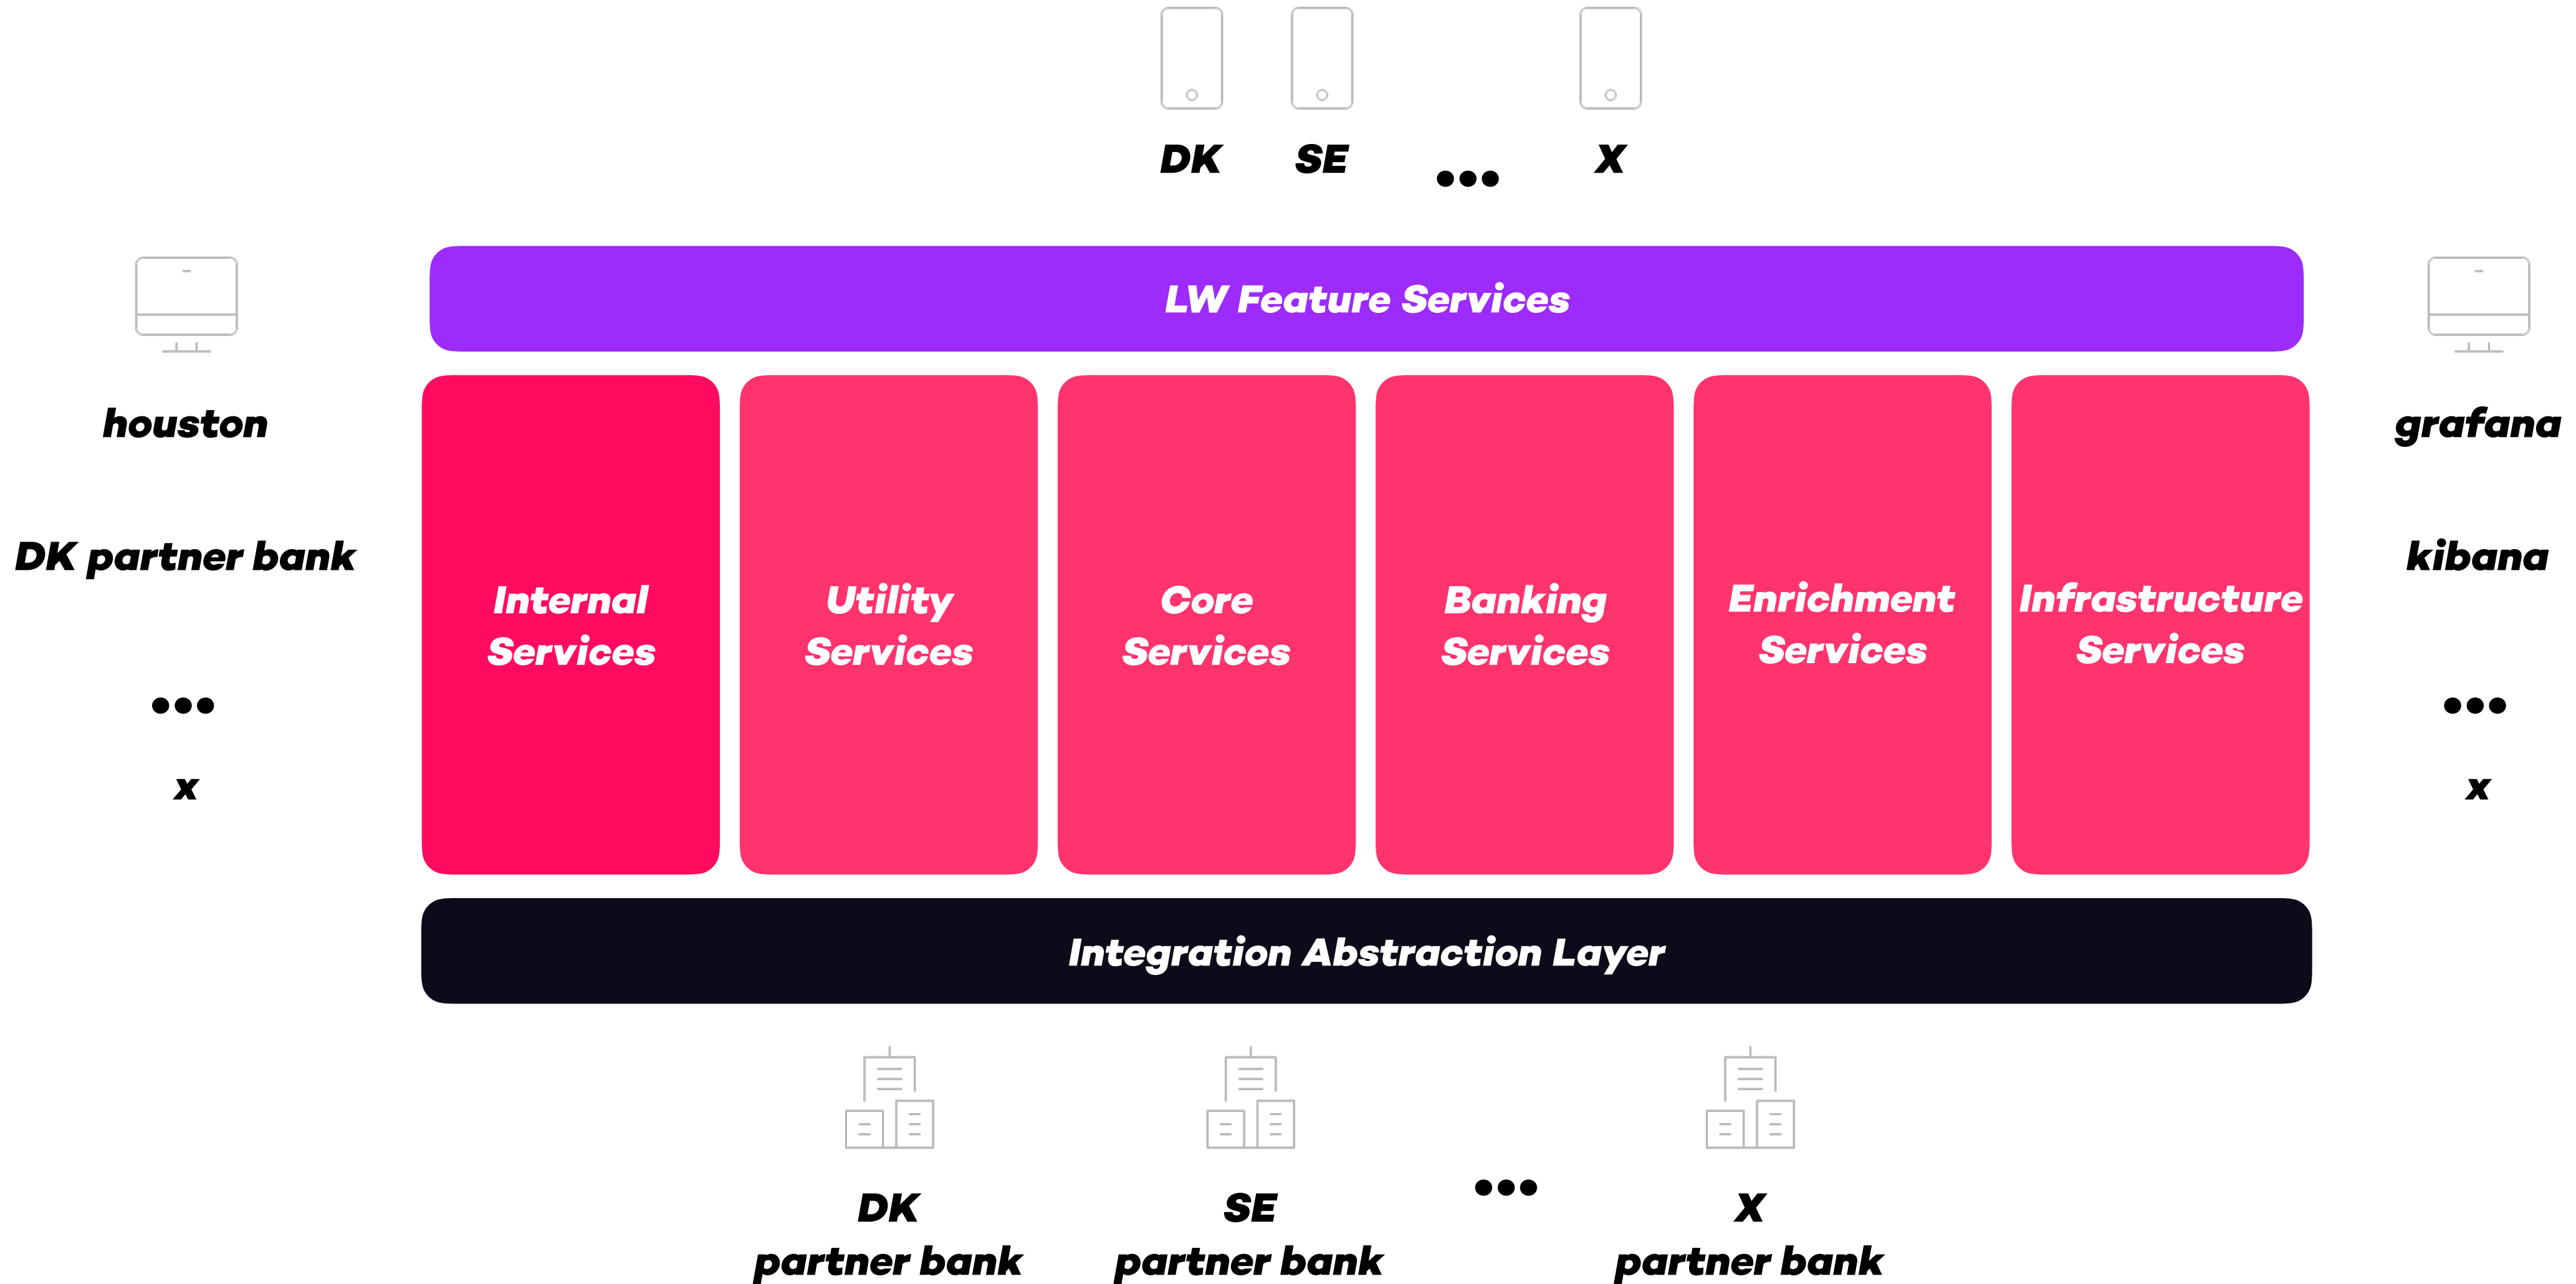 DK
SE
...
X
LW Feature Services
houston
DK partner bank
...
x
Internal
Services
Utility
Services
Core
Services
Banking
Services
Enrichment
Services
Infrastructure
Services
grafana
kibana
...
x
Integration Abstraction Layer
DK
partner bank
SE
partner bank
...
X
partner bank